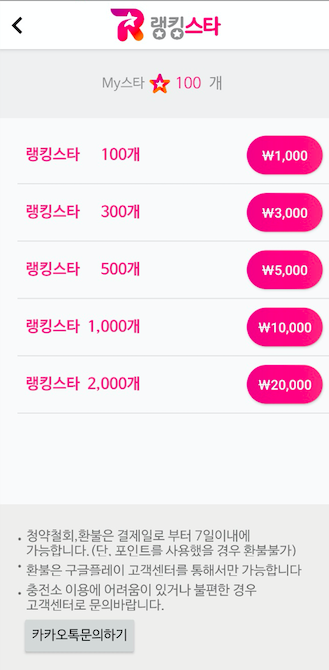 랭킹스타
My스타 100 개
랭킹스타 100개 ₩1,000
랭킹스타 300개 ₩3,000
랭킹스타 500개 ₩5,000
랭킹스타 1,000개 ₩10,000
랭킹스타 2,000개 ₩20,000
• 청약철회,환불은 결제일로 부터 7일이내에
가능합니다.(단, 포인트를 사용했을 경우 환불불가)
• 환불은 구글플레이 고객센터를 통해서만 가능합니다
• 충전소 이용에 어려움이 있거나 불편한 경우
고객센터로 문의바랍니다.
카카오톡문의하기